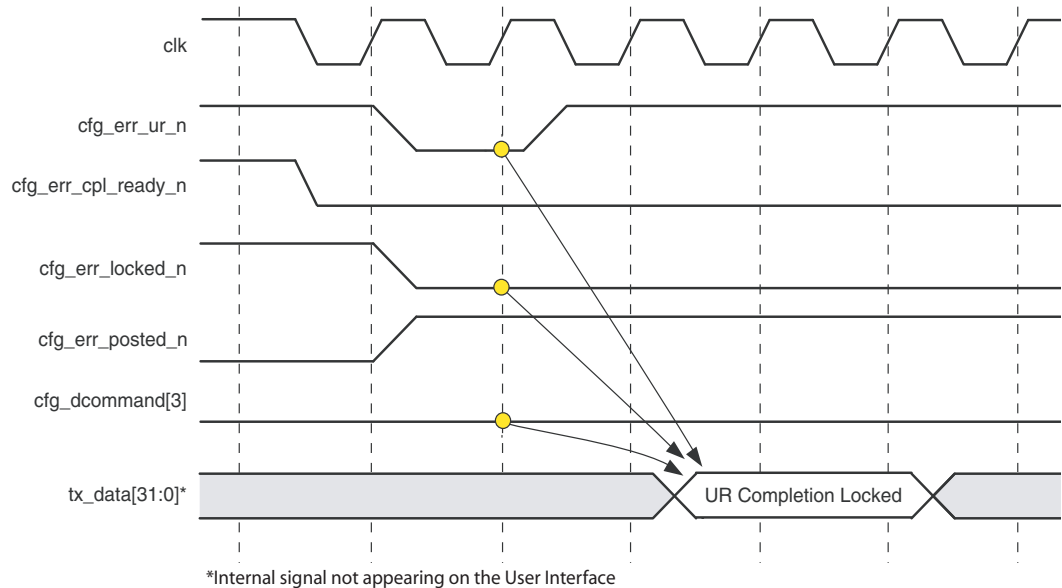 clk
cfg_err_ur_n
cfg_err_cpl_ready_n
cfg_err_locked_n
cfg_err_posted_n
cfg_dcommand[3]
tx_data[31:0]*
UR Completion Locked
*Internal signal not appearing on the User Interface